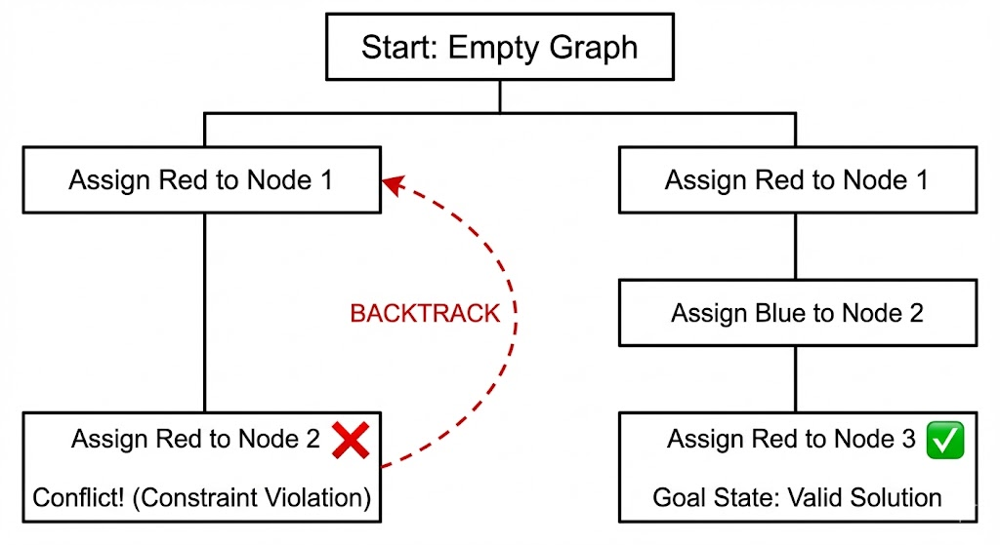 Start: Empty Graph
Assign Red to Node 1
Assign Red to Node 1
BACKTRACK
Assign Blue to Node 2
Assign Red to Node 2
Conflict! (Constraint Violation)
Assign Red to Node 3
Goal State: Valid Solution